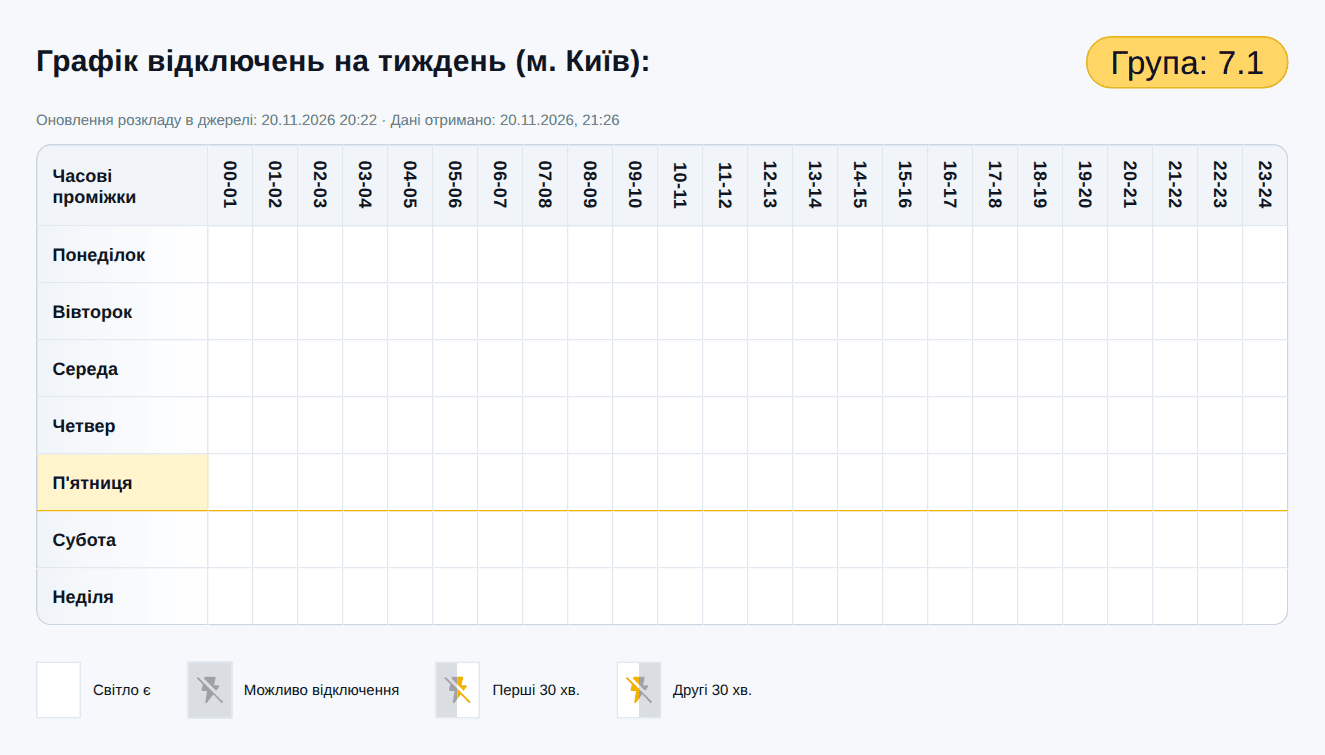 Графік відключень на тиждень (м. Київ):
Група: 7.1
Оновлення розкладу в джерелі: 20.11.2026 20:22 · Дані отримано: 20.11.2026, 21:26
Часові
проміжки
00-01
01-02
02-03
03-04
04-05
05-06
06-07
07-08
08-09
09-10
10-11
11-12
12-13
13-14
14-15
15-16
16-17
17-18
18-19
19-20
20-21
21-22
22-23
23-24
Понеділок
Вівторок
Середа
Четвер
П'ятниця
Субота
Неділя
Світло є
Можливо відключення
Перші 30 хв.
Другі 30 хв.